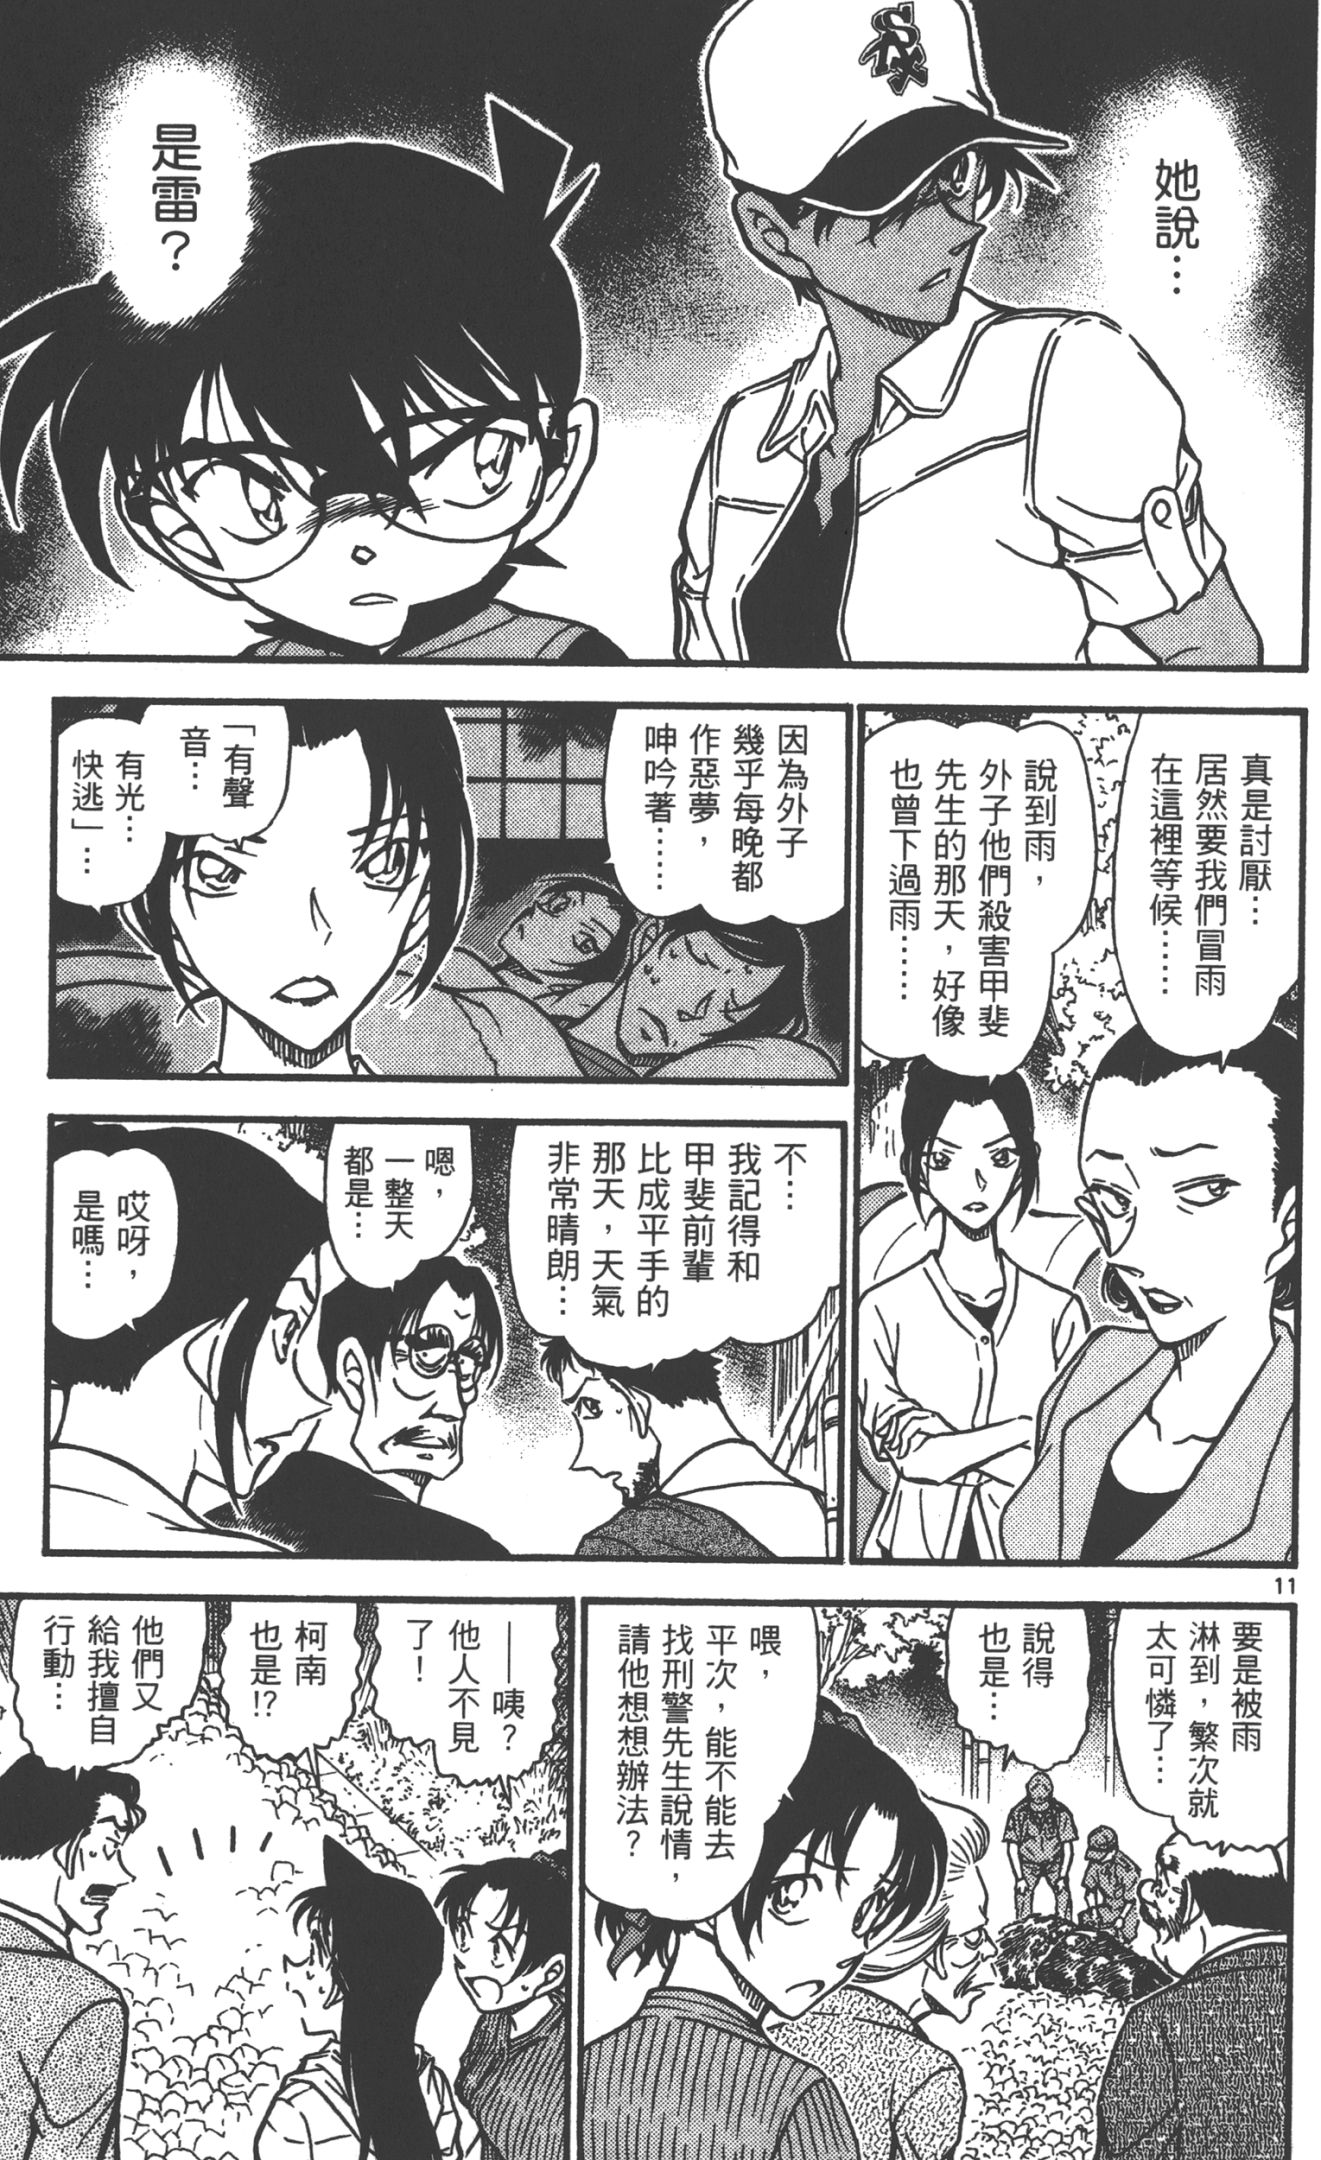 她說…
是雷？
SAX
真是討厭…
居然要我們冒雨
在這裡等候……
說到雨，
外子他們殺害甲斐
先生的那天，好像
也曾下過雨……
因為外子
幾乎每晚都
作惡夢，
呻吟著……
「有聲
音…
有光…
快逃」…
不…
我記得和
甲斐前輩
比成平手的
那天，天氣
非常晴朗…
嗯，
一整天
都是…
哎呀，
是嗎…
11
要是被雨
淋到，繁次就
太可憐了…
說得
也是…
喂，
平次，能不能去
找刑警先生說情，
請他想想辦法？
——咦？
他人不見
了！
柯南
也是!?
他們又
給我擅自
行動…